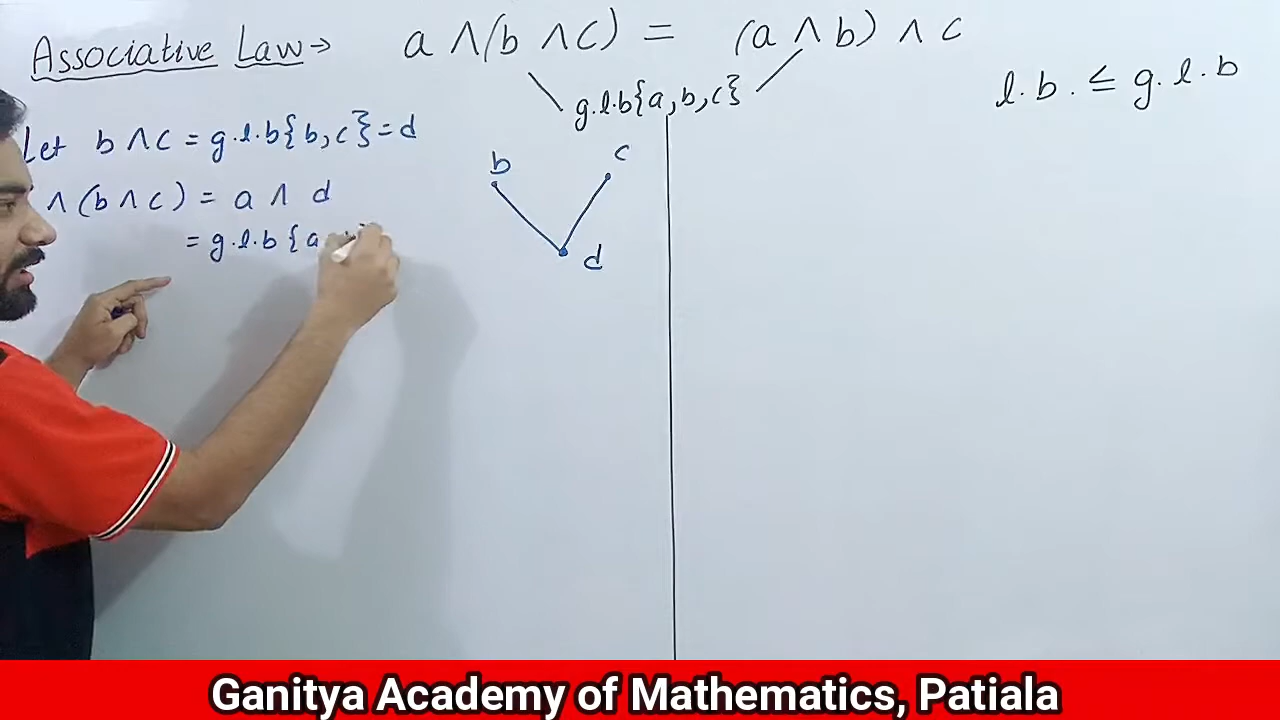 Associative Law→ a ∧ (b ∧ c) = (a ∧ b) ∧ c
g.l.b{a,b,c}
l.b. ≤ g.l.b
Let b ∧ c = g.l.b{b,c} = d
∧ (b ∧ c) = a ∧ d
= g.l.b {a
b
c
d
Ganitya Academy of Mathematics, Patiala